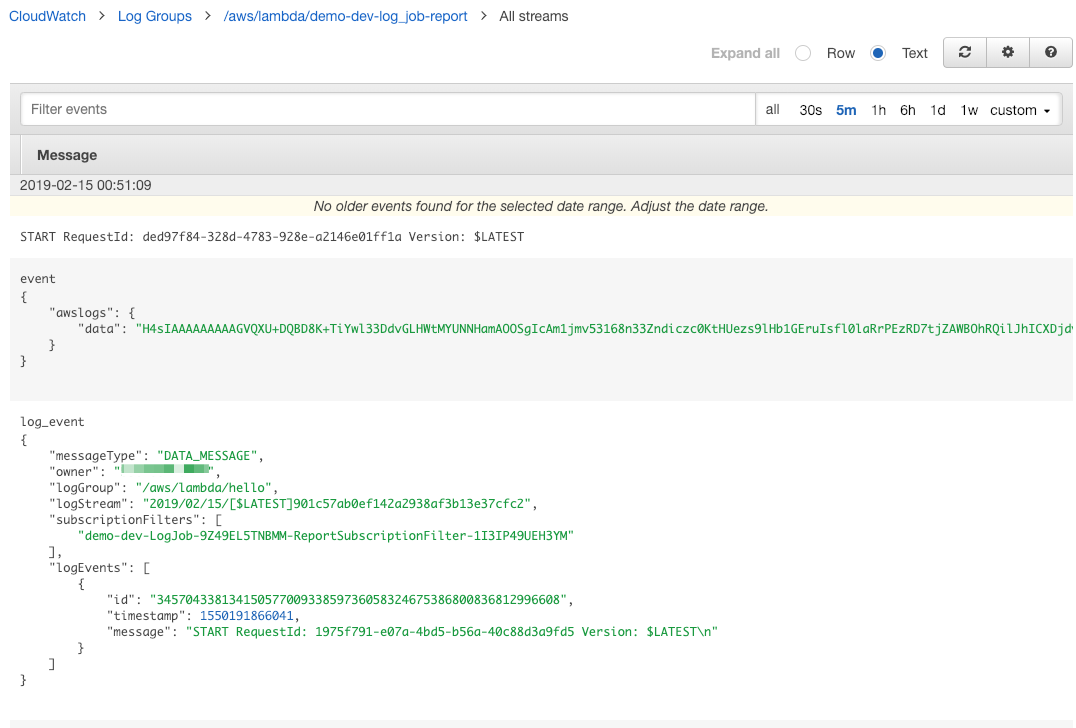 CloudWatch > Log Groups > /aws/lambda/demo-dev-log_job-report > All streams
Expand all Row Text
Filter events all 30s 5m 1h 6h 1d 1w custom
Message
2019-02-15 00:51:09
No older events found for the selected date range. Adjust the date range.
START RequestId: ded97f84-328d-4783-928e-a2146e01ff1a Version: $LATEST
event
{
"awslogs": {
"data": "H4sIAAAAAAAAAGVQXU+DQBD8K+TiYwl33DdvGLHWtMYUNNHamAOOSgIcAm1jmv53168n33Zndiczc0KtHUezs9lHb1GEruIsfl0laRrPEzRD7tjZAWBOhRQilJhICXDjdv
}
}
log_event
{
"messageType": "DATA_MESSAGE",
"owner": "",
"logGroup": "/aws/lambda/hello",
"logStream": "2019/02/15/[$LATEST]901c57ab0ef142a2938af3b13e37cfc2",
"subscriptionFilters": [
"demo-dev-LogJob-9Z49EL5TNBMM-ReportSubscriptionFilter-1I3IP49UEH3YM"
],
"logEvents": [
{
"id": "34570433813415057700933859736058324675386800836812996608",
"timestamp": 1550191866041,
"message": "START RequestId: 1975f791-e07a-4bd5-b56a-40c88d3a9fd5 Version: $LATEST\n"
}
]
}